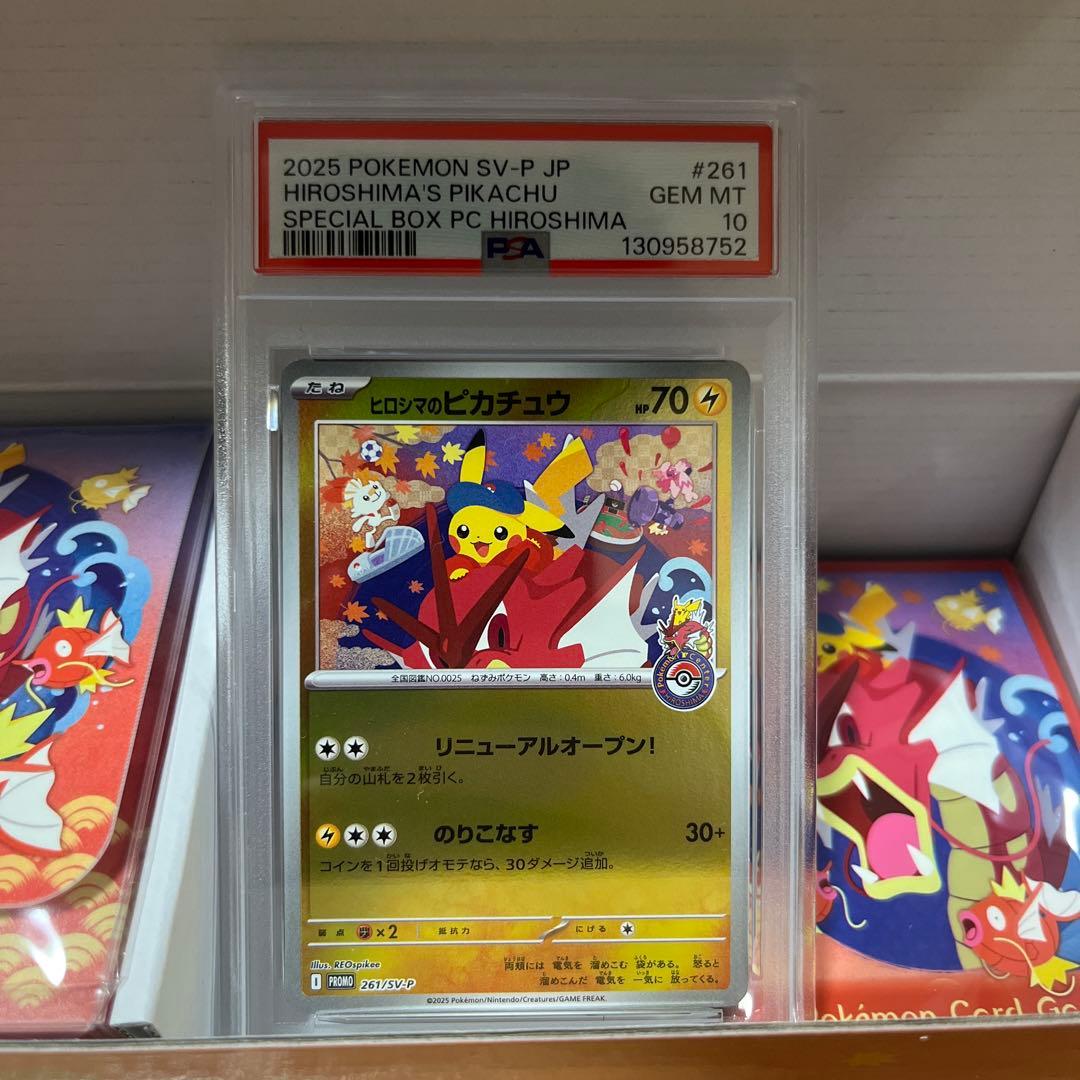 2025 POKEMON SV-P JP #261
HIROSHIMA'S PIKACHU GEM MT
SPECIAL BOX PC HIROSHIMA 10
PSA 130958752
たね ヒロシマのピカチュウ HP70
Pokémon Center HIROSHIMA
全国図鑑NO.0025 ねずみポケモン 高さ:0.4m 重さ:6.0kg
リニューアルオープン!
自分の山札を2枚引く。
のりこなす 30+
コインを1回投げオモテなら、30ダメージ追加。
弱点 ×2 抵抗力 にげる
Illus. REOspikee
両頬には 電気を 溜めこむ 袋がある。 怒ると
I PROMO 261/SV-P
溜めこんだ 電気を 一気に 放ってくる。
©2025 Pokémon/Nintendo/Creatures/GAME FREAK.
okémon Card Ga